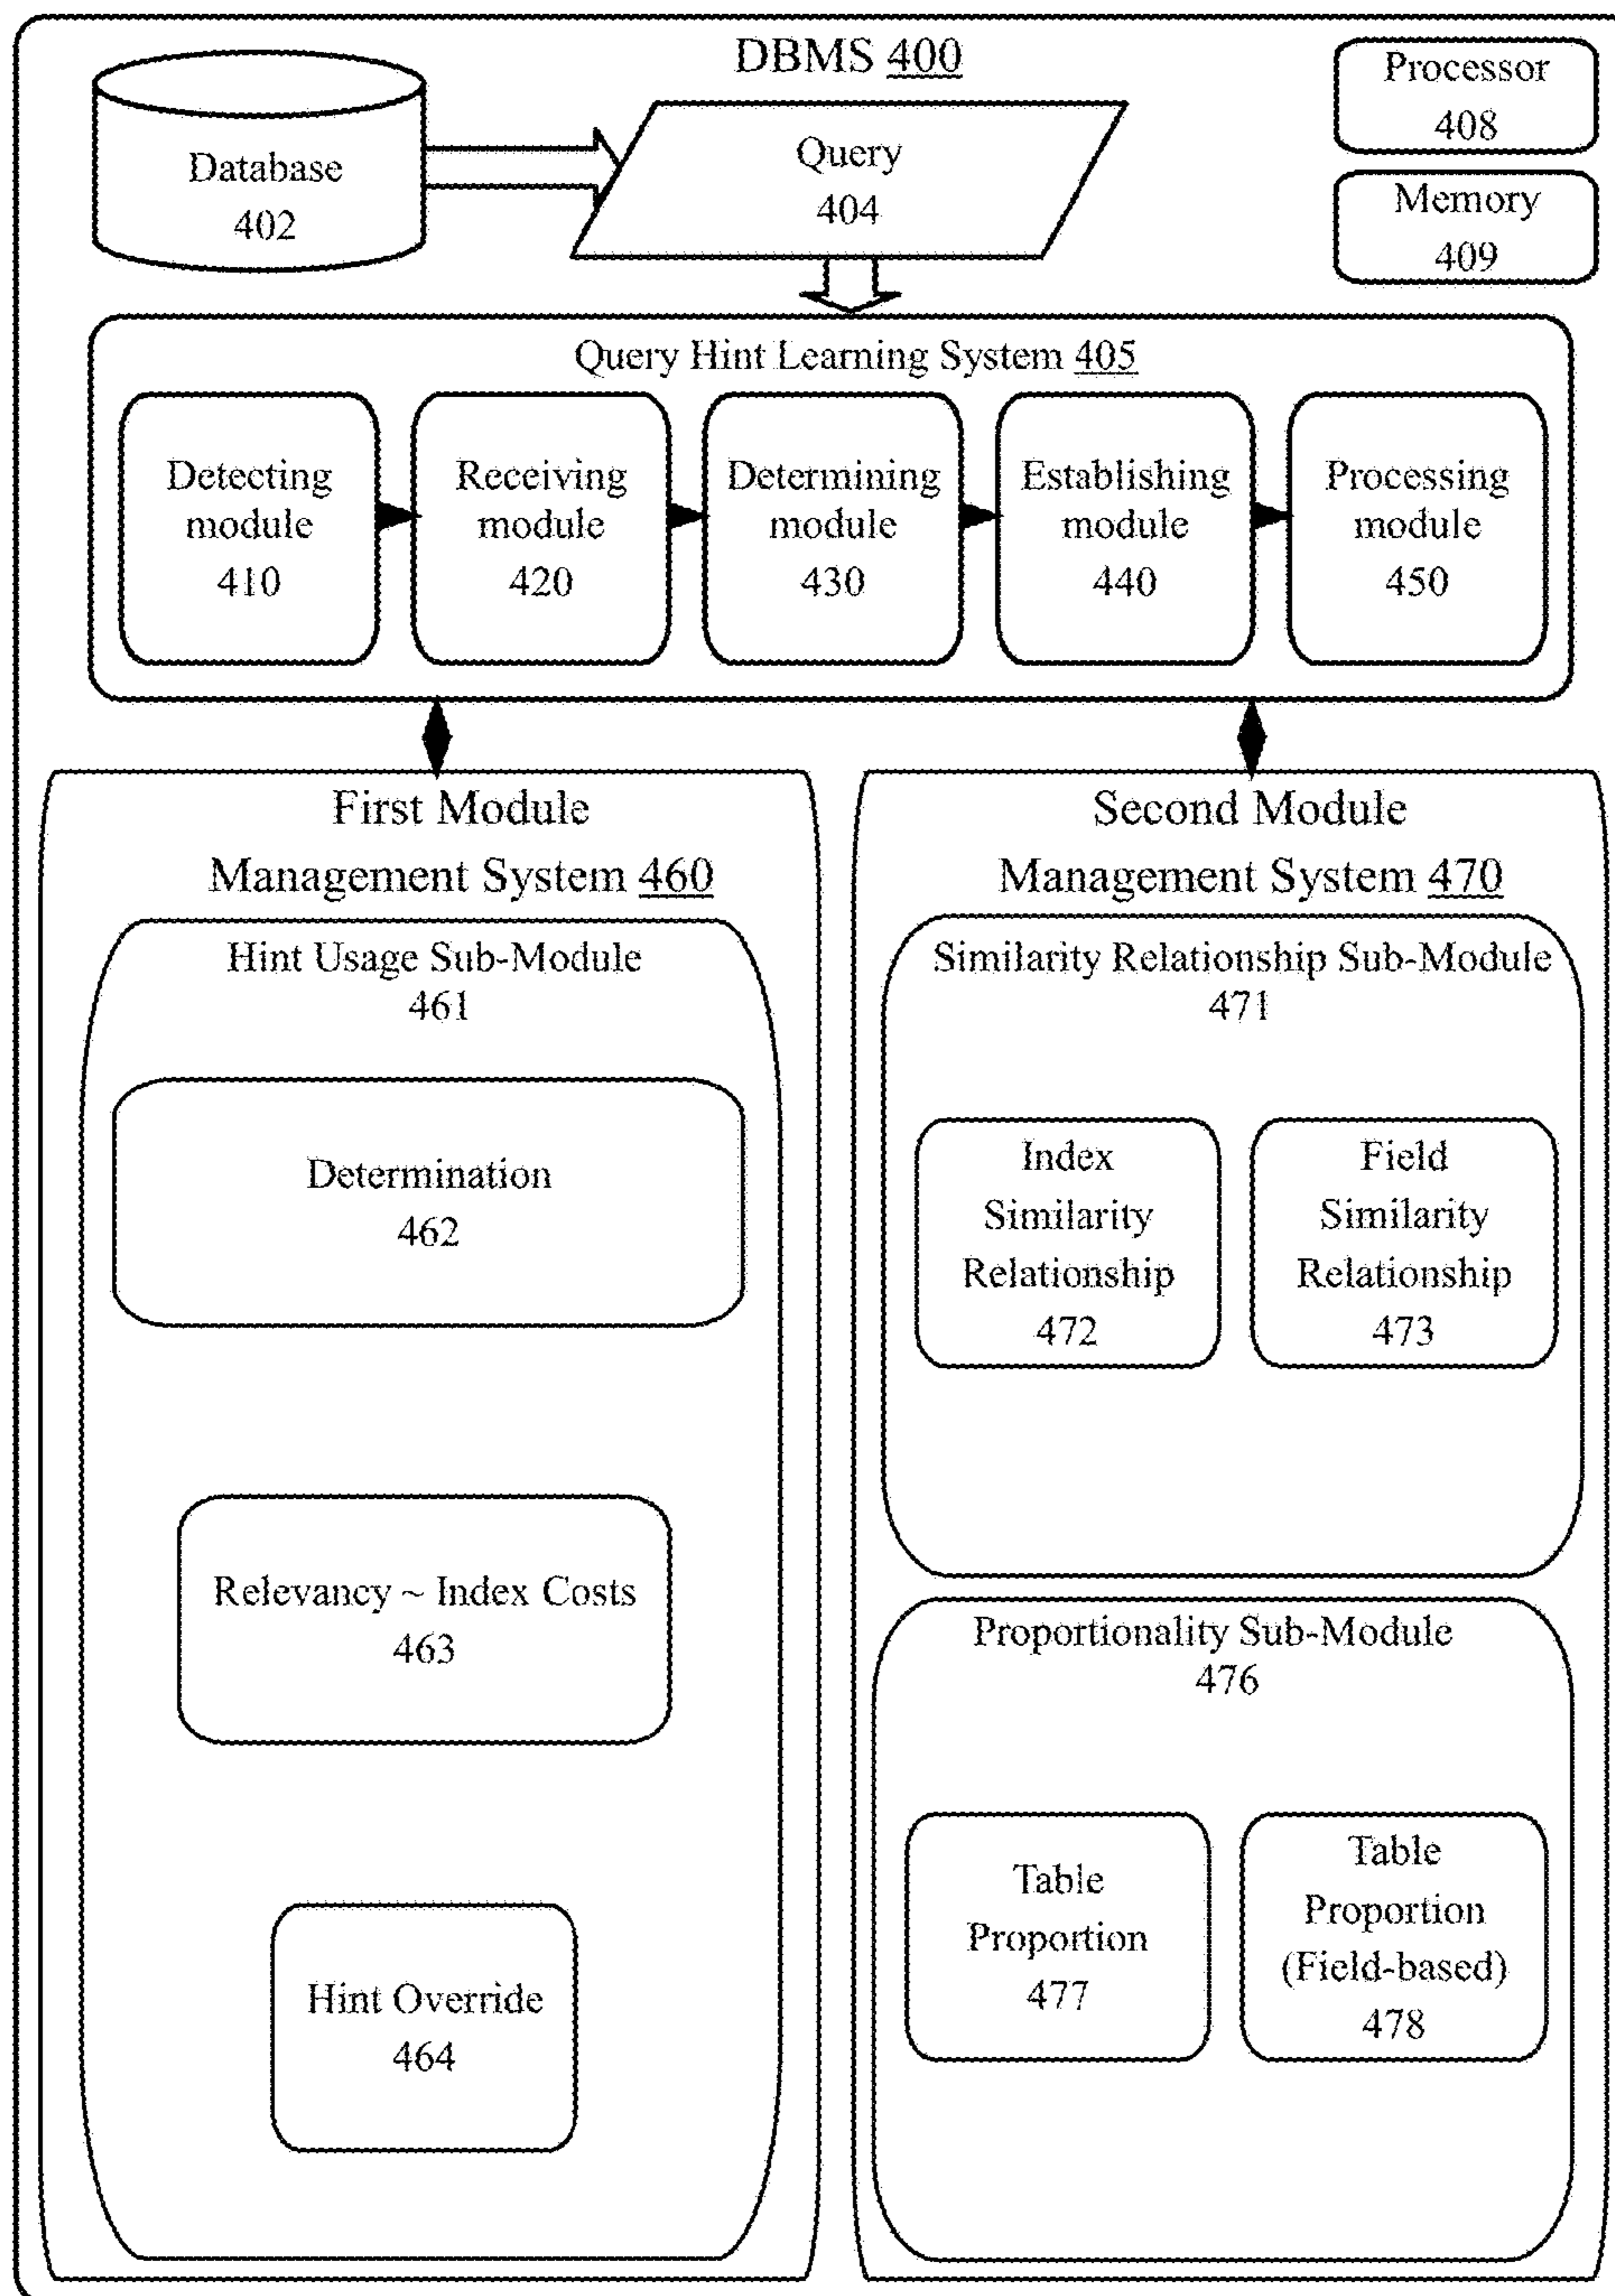 DBMS 400
Processor
408
Database
402
Query
404
Memory
409
Query Hint Learning System 405
Detecting
module
410
Receiving
module
420
Determining
module
430
Establishing
module
440
Processing
module
450
First Module
Management System 460
Hint Usage Sub-Module
461
Determination
462
Relevancy ~ Index Costs
463
Hint Override
464
Second Module
Management System 470
Similarity Relationship Sub-Module
471
Index
Similarity
Relationship
472
Field
Similarity
Relationship
473
Proportionality Sub-Module
476
Table
Proportion
477
Table
Proportion
(Field-based)
478